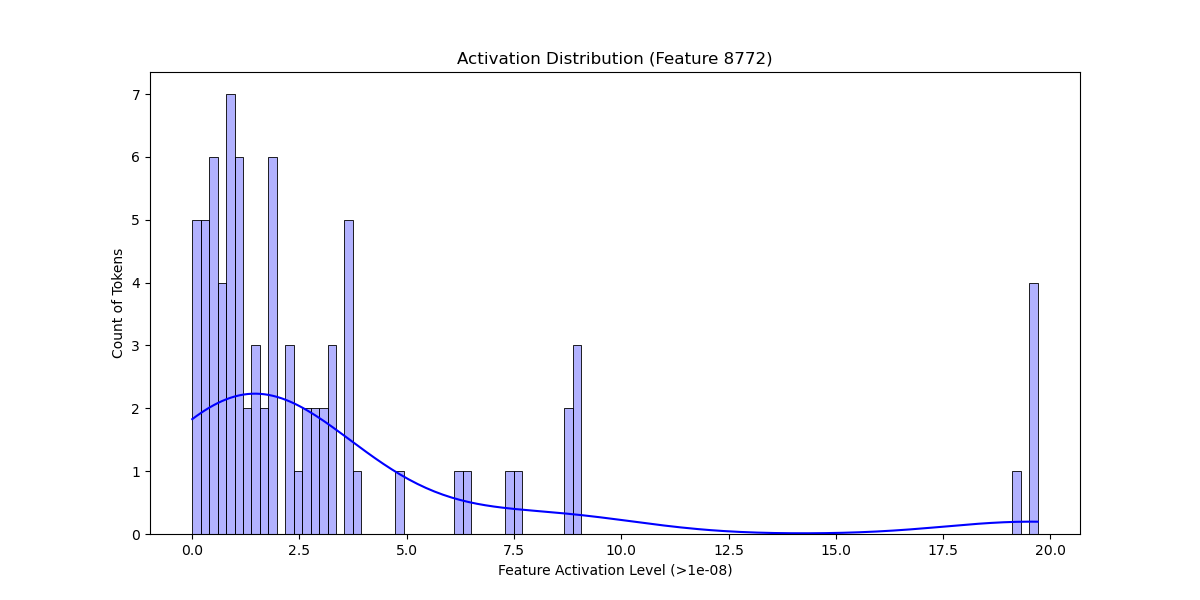 Activation Distribution (Feature 8772)
7
6
5
4
3
2
1
0
Count of Tokens
0.0 2.5 5.0 7.5 10.0 12.5 15.0 17.5 20.0
Feature Activation Level (>1e-08)